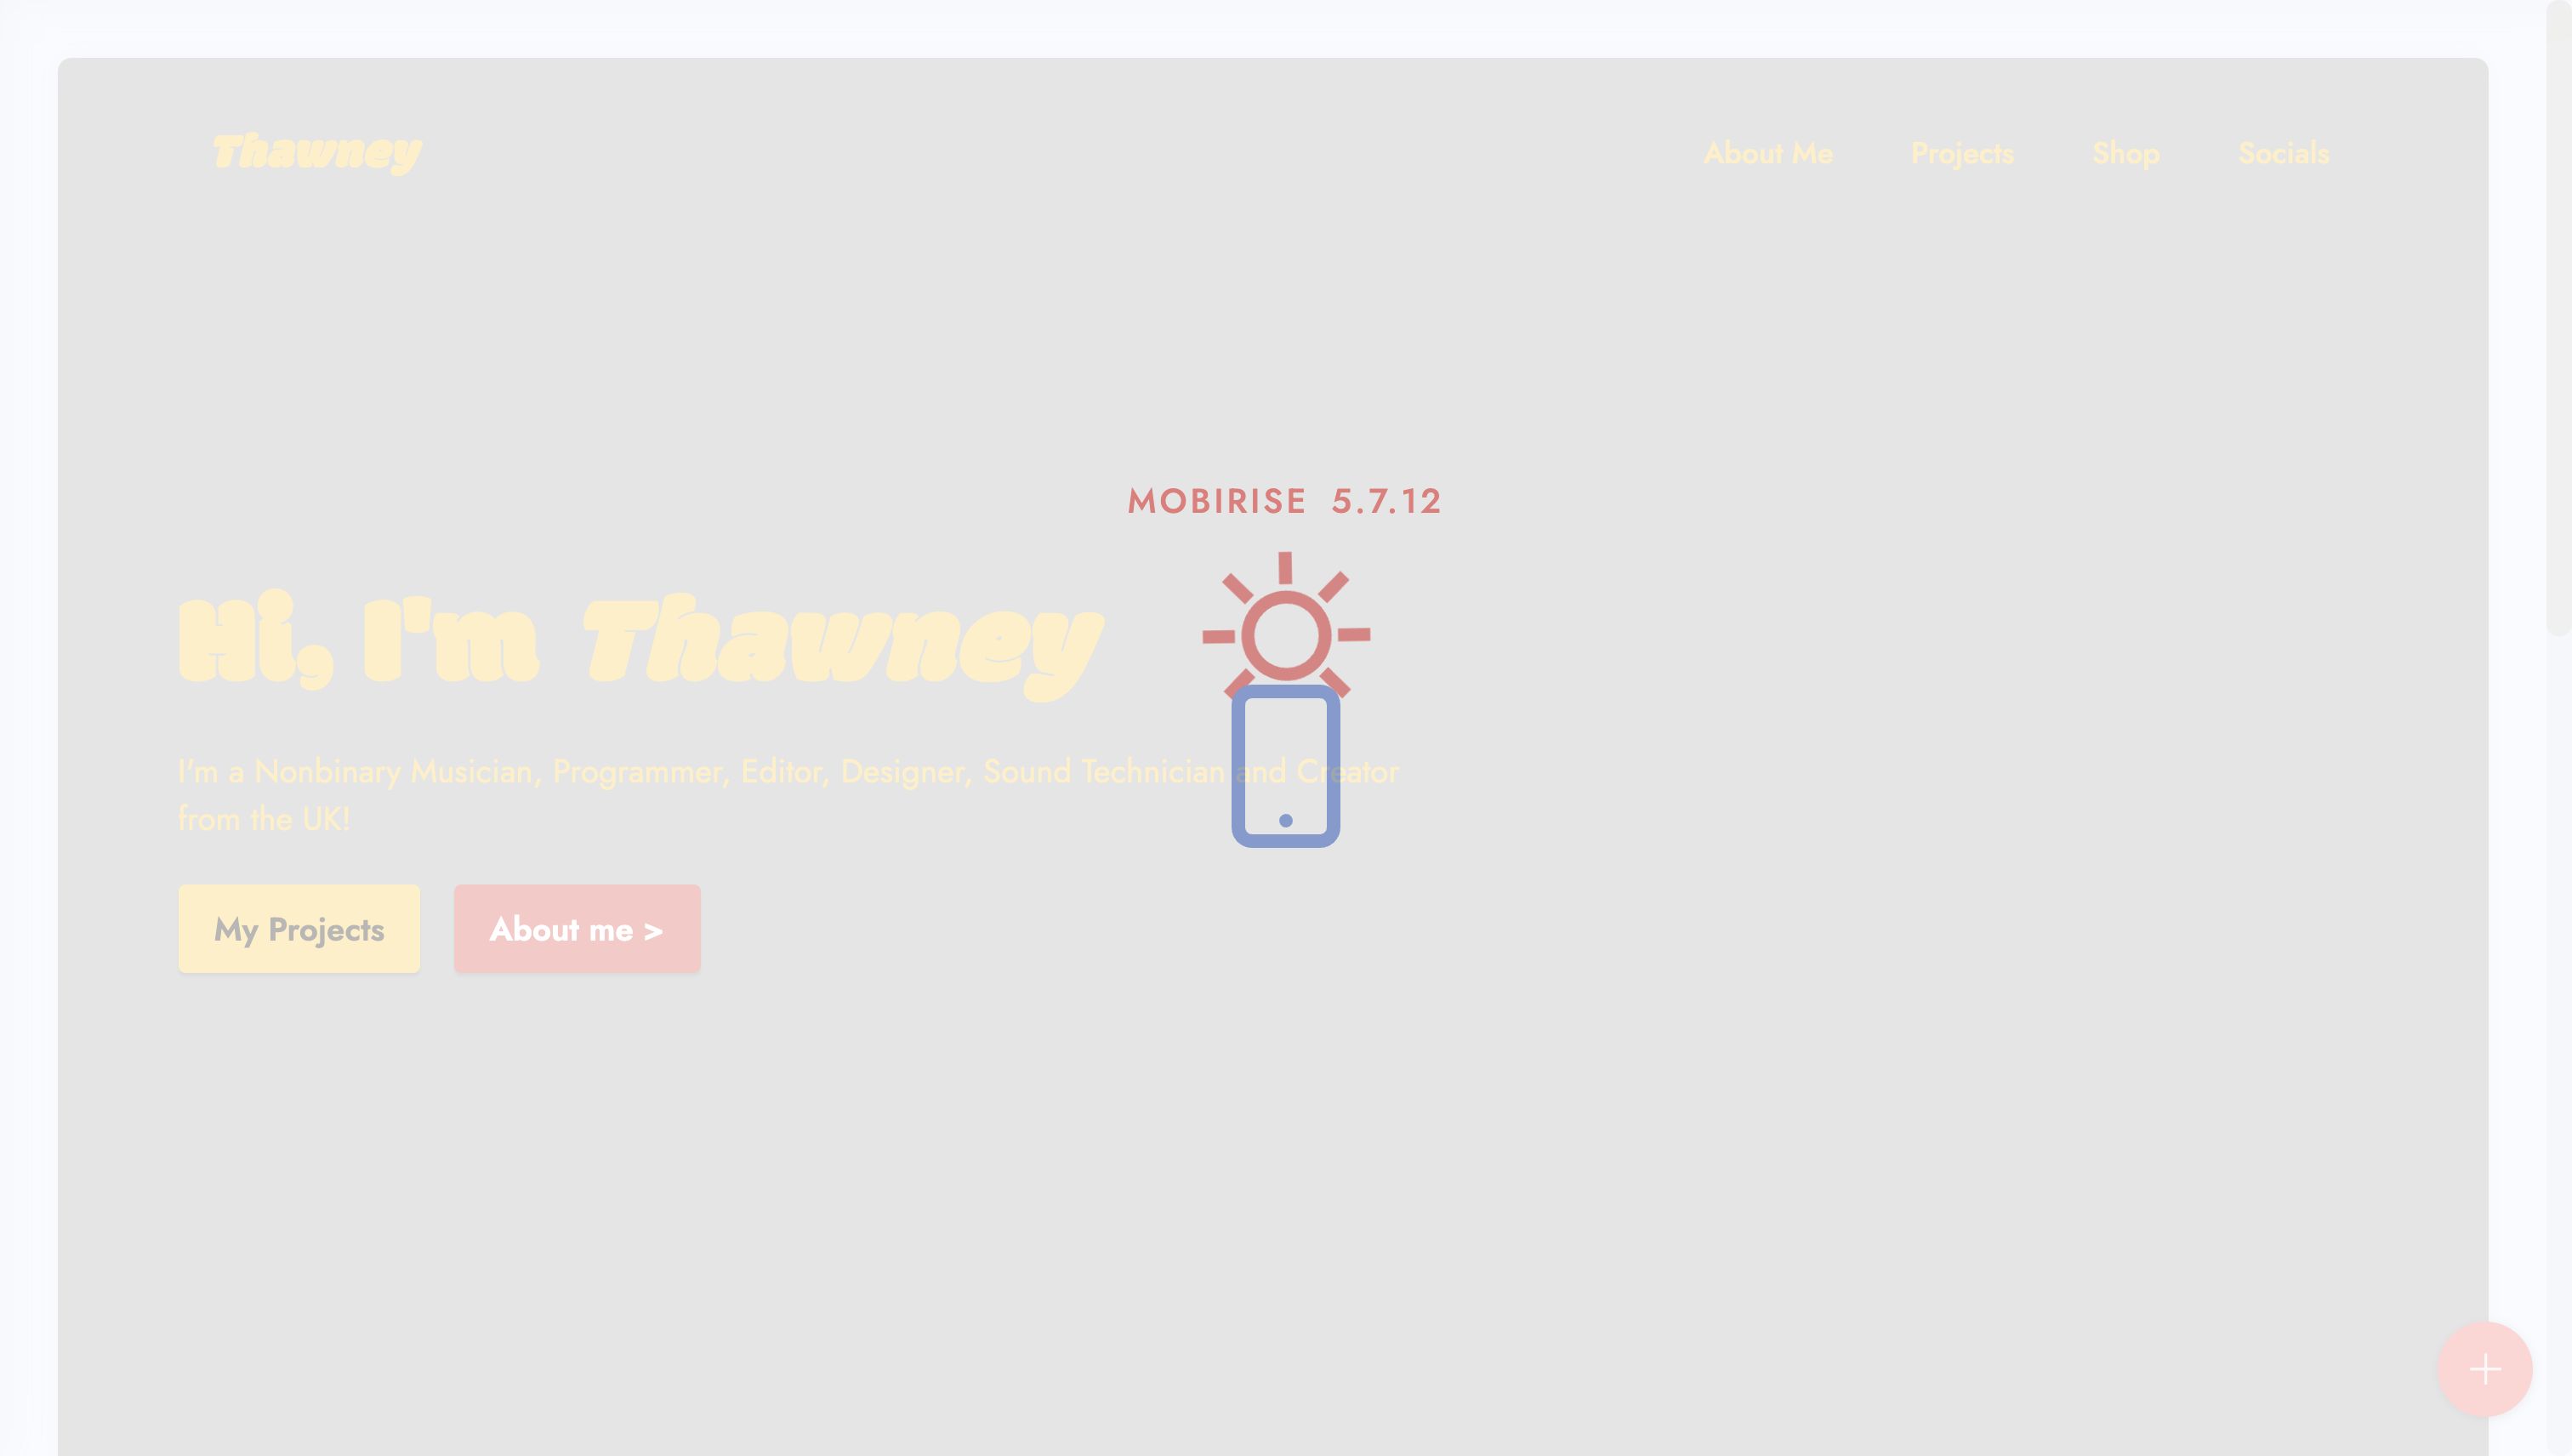 Thawney
About Me Projects Shop Socials
MOBIRISE 5.7.12
Hi, I'm Thawney
I'm a Nonbinary Musician, Programmer, Editor, Designer, Sound Technician and Creator
from the UK!
My Projects
About me >